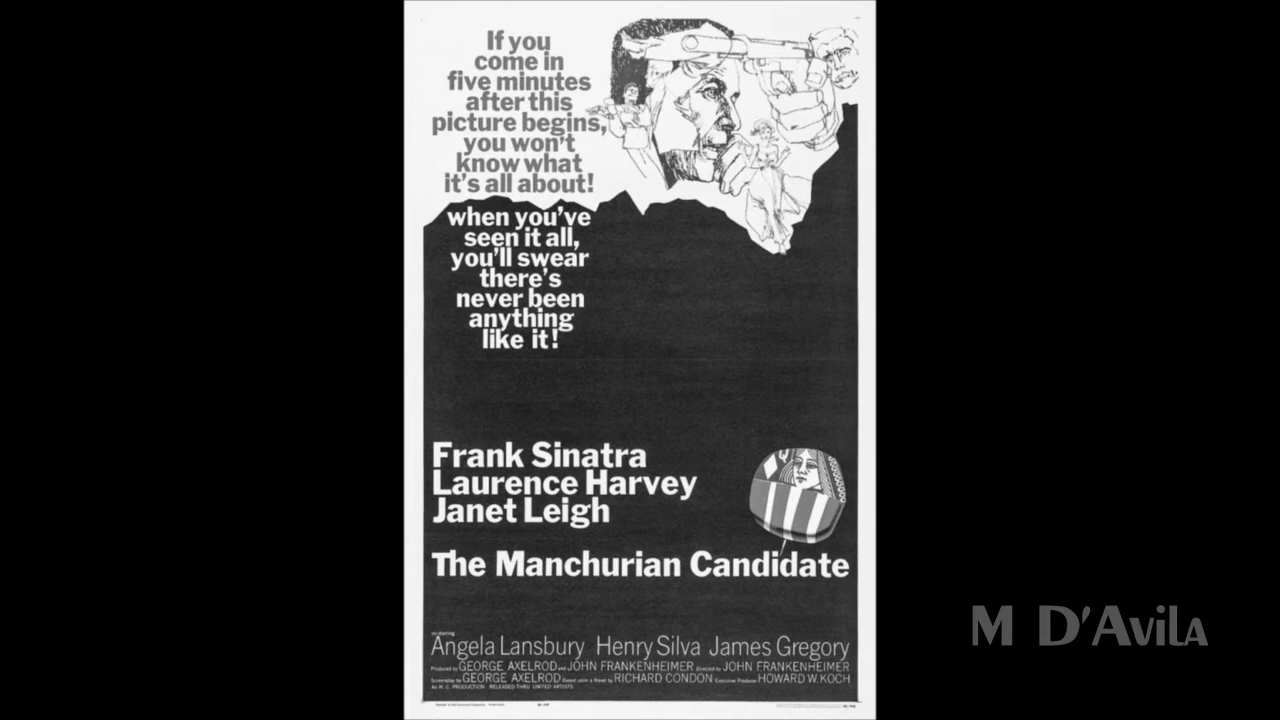 If you
come in
five minutes
after this
picture begins,
you won't
know what
it's all about!
when you've
seen it all,
you'll swear
there's
never been
anything
like it!
Frank Sinatra
Laurence Harvey
Janet Leigh
Q
The Manchurian Candidate
co-starring
Angela Lansbury Henry Silva James Gregory
Produced by GEORGE AXELROD and JOHN FRANKENHEIMER Directed by JOHN FRANKENHEIMER
Screenplay by GEORGE AXELROD Based upon a Novel by RICHARD CONDON Executive Producer HOWARD W. KOCH
An M. C. PRODUCTION RELEASED THRU UNITED ARTISTS
M D'AVILA